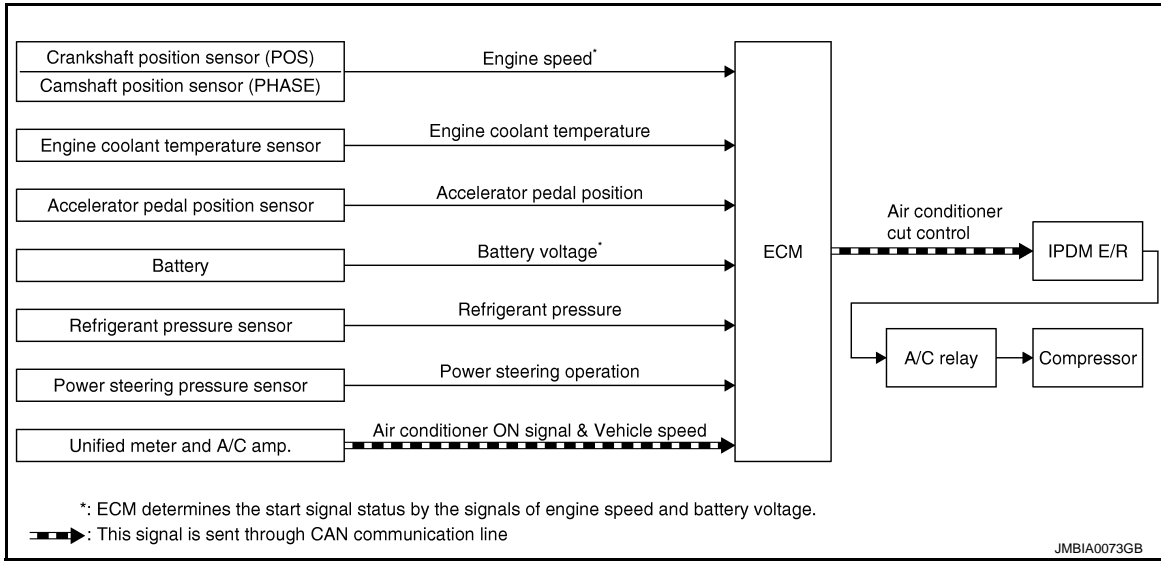 Crankshaft position sensor (POS)
Camshaft position sensor (PHASE)
Engine speed*
Engine coolant temperature sensor
Engine coolant temperature
Accelerator pedal position sensor
Accelerator pedal position
Battery
Battery voltage*
Refrigerant pressure sensor
Refrigerant pressure
Power steering pressure sensor
Power steering operation
Unified meter and A/C amp.
Air conditioner ON signal & Vehicle speed
ECM
Air conditioner
cut control
IPDM E/R
A/C relay
Compressor
*: ECM determines the start signal status by the signals of engine speed and battery voltage.
: This signal is sent through CAN communication line
JMBIA0073GB